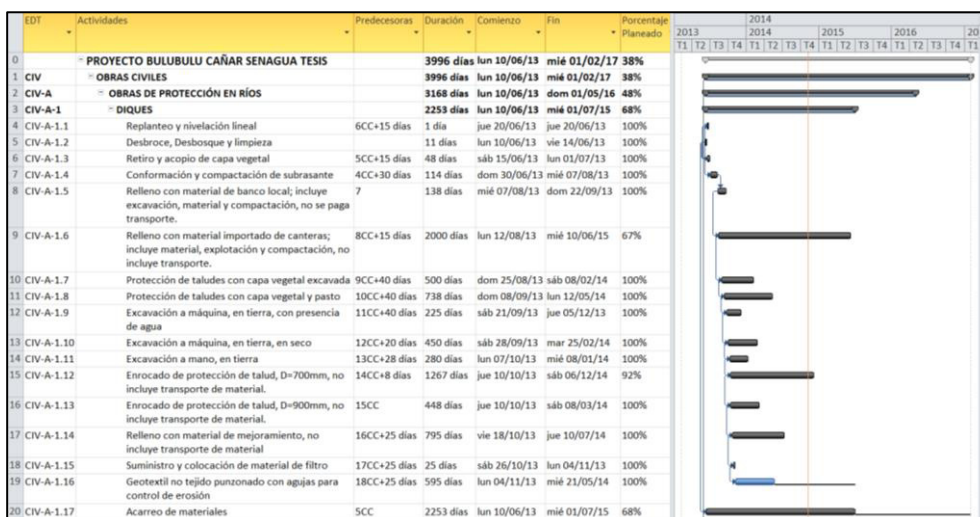 EDT Actividades Predecesoras Duración Comienzo Fin Porcentaje Planeado
2014
2013 2014 2015 2016 20
T1 T2 T3 T4 T1 T2 T3 T4 T1 T2 T3 T4 T1 T2 T3 T4 T1
0 PROYECTO BULUBULU CAÑAR SENAGUA TESIS 3996 días lun 10/06/13 mié 01/02/17 38%
1 CIV OBRAS CIVILES 3996 días lun 10/06/13 mié 01/02/17 38%
2 CIV-A OBRAS DE PROTECCIÓN EN RÍOS 3168 días lun 10/06/13 dom 01/05/16 48%
3 CIV-A-1 DIQUES 2253 días lun 10/06/13 mié 01/07/15 68%
4 CIV-A-1.1 Replanteo y nivelación lineal 6CC+15 días 1 día jue 20/06/13 jue 20/06/13 100%
5 CIV-A-1.2 Desbroce, Desbosque y limpieza 11 días lun 10/06/13 vie 14/06/13 100%
6 CIV-A-1.3 Retiro y acopio de capa vegetal 5CC+15 días 48 días sáb 15/06/13 lun 01/07/13 100%
7 CIV-A-1.4 Conformación y compactación de subrasante 4CC+30 días 114 días dom 30/06/13 mié 07/08/13 100%
8 CIV-A-1.5 Relleno con material de banco local; incluye 7 138 días mié 07/08/13 dom 22/09/13 100%
excavación, material y compactación, no se paga
transporte.
9 CIV-A-1.6 Relleno con material importado de canteras; 8CC+15 días 2000 días lun 12/08/13 mié 10/06/15 67%
incluye material, explotación y compactación, no
incluye transporte.
10 CIV-A-1.7 Protección de taludes con capa vegetal excavada 9CC+40 días 500 días dom 25/08/13 sáb 08/02/14 100%
11 CIV-A-1.8 Protección de taludes con capa vegetal y pasto 10CC+40 días 738 días dom 08/09/13 lun 12/05/14 100%
12 CIV-A-1.9 Excavación a máquina, en tierra, con presencia 11CC+40 días 225 días sáb 21/09/13 jue 05/12/13 100%
de agua
13 CIV-A-1.10 Excavación a máquina, en tierra, en seco 12CC+20 días 450 días sáb 28/09/13 mar 25/02/14 100%
14 CIV-A-1.11 Excavación a mano, en tierra 13CC+28 días 280 días lun 07/10/13 mié 08/01/14 100%
15 CIV-A-1.12 Enrocado de protección de talud, D=700mm, no 14CC+8 días 1267 días jue 10/10/13 sáb 06/12/14 92%
incluye transporte de material.
16 CIV-A-1.13 Enrocado de protección de talud, D=900mm, no 15CC 448 días jue 10/10/13 sáb 08/03/14 100%
incluye transporte de material.
17 CIV-A-1.14 Relleno con material de mejoramiento, no 16CC+25 días 795 días vie 18/10/13 jue 10/07/14 100%
incluye transporte de material
18 CIV-A-1.15 Suministro y colocación de material de filtro 17CC+25 días 25 días sáb 26/10/13 lun 04/11/13 100%
19 CIV-A-1.16 Geotextil no tejido punzonado con agujas para 18CC+25 días 595 días lun 04/11/13 mié 21/05/14 100%
control de erosión
20 CIV-A-1.17 Acarreo de materiales 5CC 2253 días lun 10/06/13 mié 01/07/15 68%